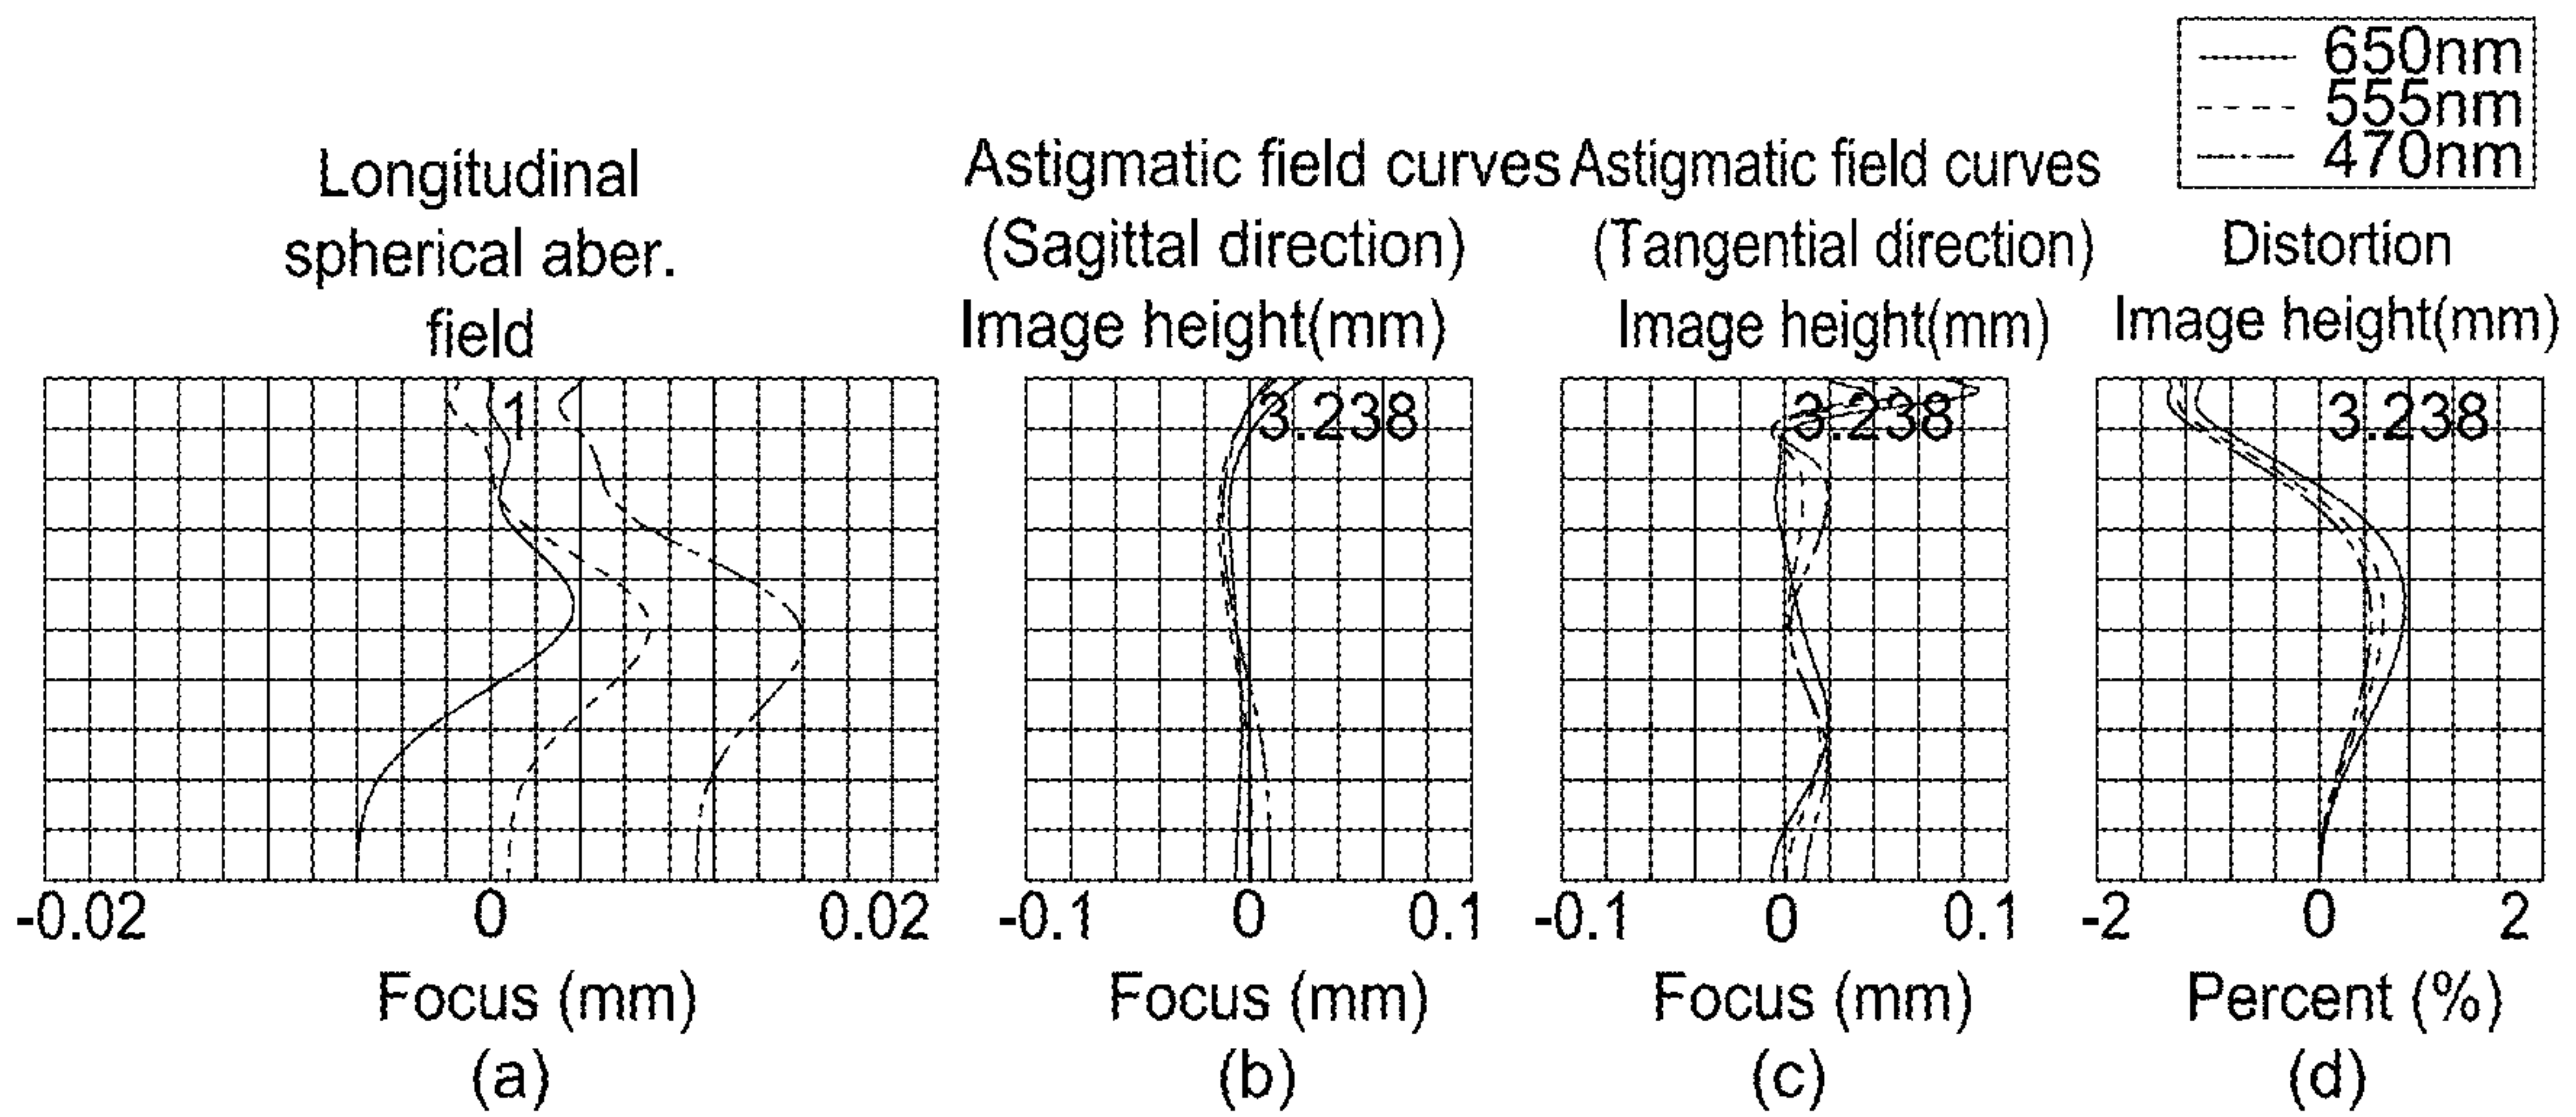 650nm
555nm
470nm
Longitudinal
spherical aber.
field
Astigmatic field curves
(Sagittal direction)
Image height(mm)
Astigmatic field curves
(Tangential direction)
Image height(mm)
Distortion
Image height(mm)
1
3.238
3.238
3.238
-0.02 0 0.02
-0.1 0 0.1
-0.1 0 0.1
-2 0 2
Focus (mm)
Focus (mm)
Focus (mm)
Percent (%)
(a)
(b)
(c)
(d)